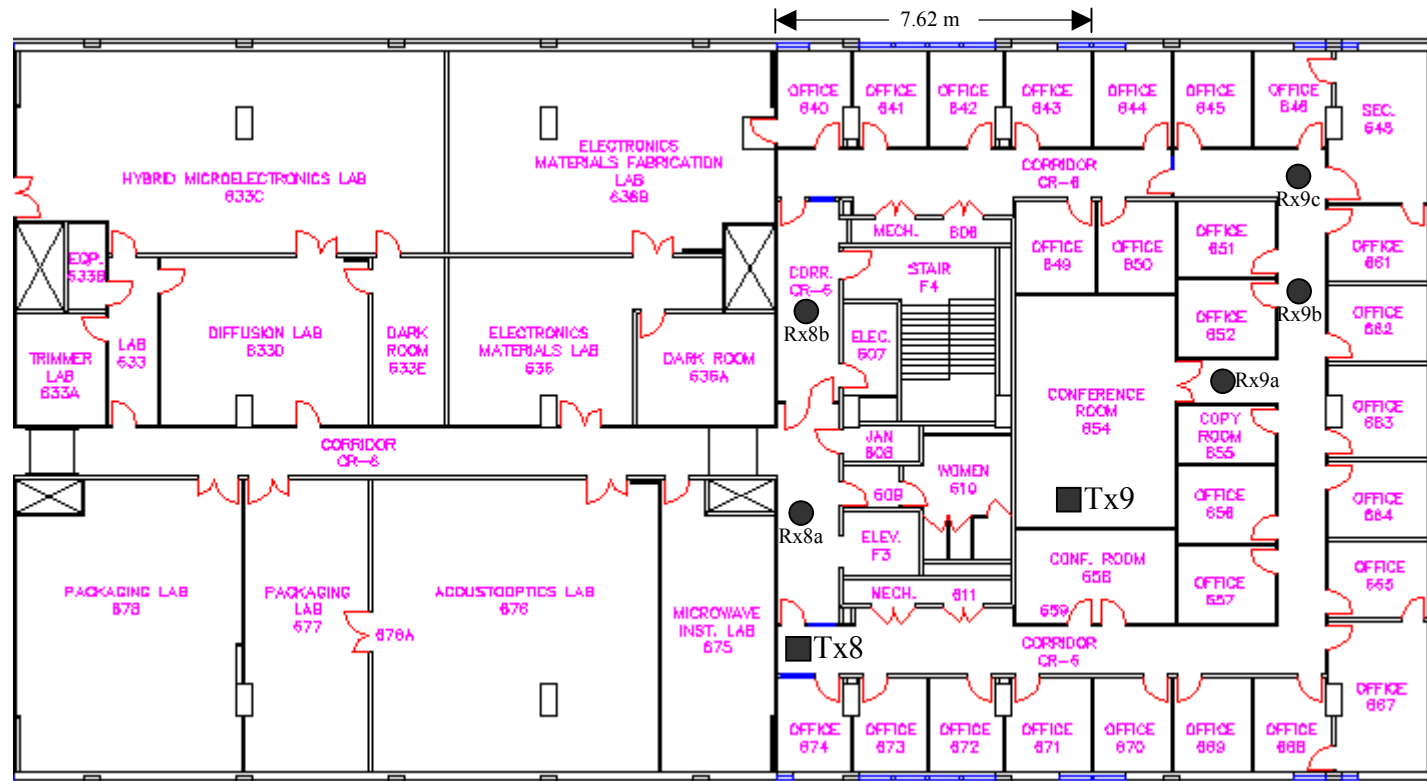 7.62 m
OFFICE
640
OFFICE
641
OFFICE
642
OFFICE
643
OFFICE
644
OFFICE
645
OFFICE
646
SEC.
648
HYBRID MICROELECTRONICS LAB
633C
ELECTRONICS
MATERIALS FABRICATION
LAB
636B
CORRIDOR
CR-6
Rx9c
MECH. 606
EQP.
633B
CORR.
CR-6
STAIR
F4
OFFICE
649
OFFICE
650
OFFICE
651
OFFICE
661
Rx8b
Rx9b
TRIMMER
LAB
633A
LAB
633
DIFFUSION LAB
633D
DARK
ROOM
633E
ELECTRONICS
MATERIALS LAB
636
DARK ROOM
636A
ELEC.
607
OFFICE
652
OFFICE
662
Rx9a
CONFERENCE
ROOM
654
COPY
ROOM
655
OFFICE
663
CORRIDOR
CR-6
JAN
608
609
WOMEN
610
OFFICE
656
OFFICE
664
Tx9
Rx8a
ELEV.
F3
CONF. ROOM
658
659
OFFICE
657
OFFICE
665
PACKAGING LAB
678
PACKAGING
LAB
677
676A
ACOUSTOOPTICS LAB
676
MICROWAVE
INST. LAB
675
MECH. 611
Tx8
CORRIDOR
CR-6
OFFICE
667
OFFICE
674
OFFICE
673
OFFICE
672
OFFICE
671
OFFICE
670
OFFICE
669
OFFICE
668